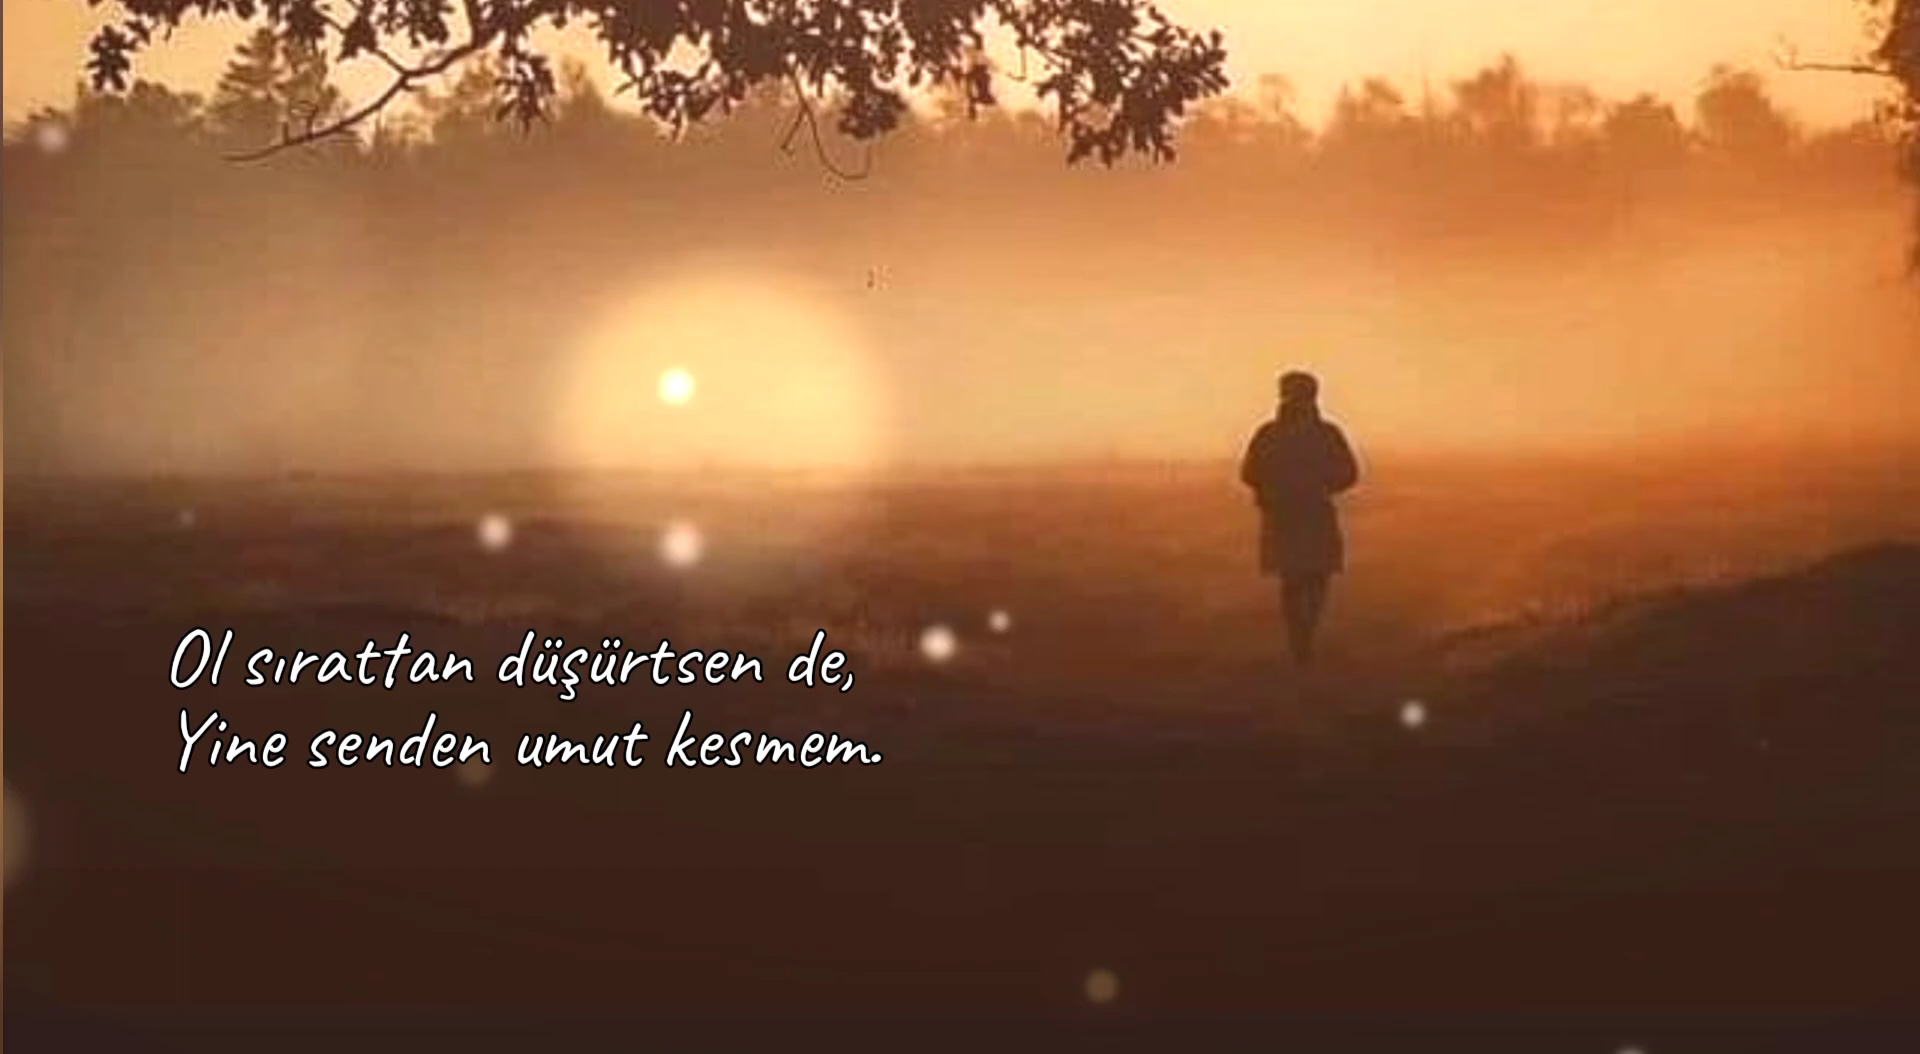 Ol sırattan düşürtsen de,
Yine senden umut kesmem.